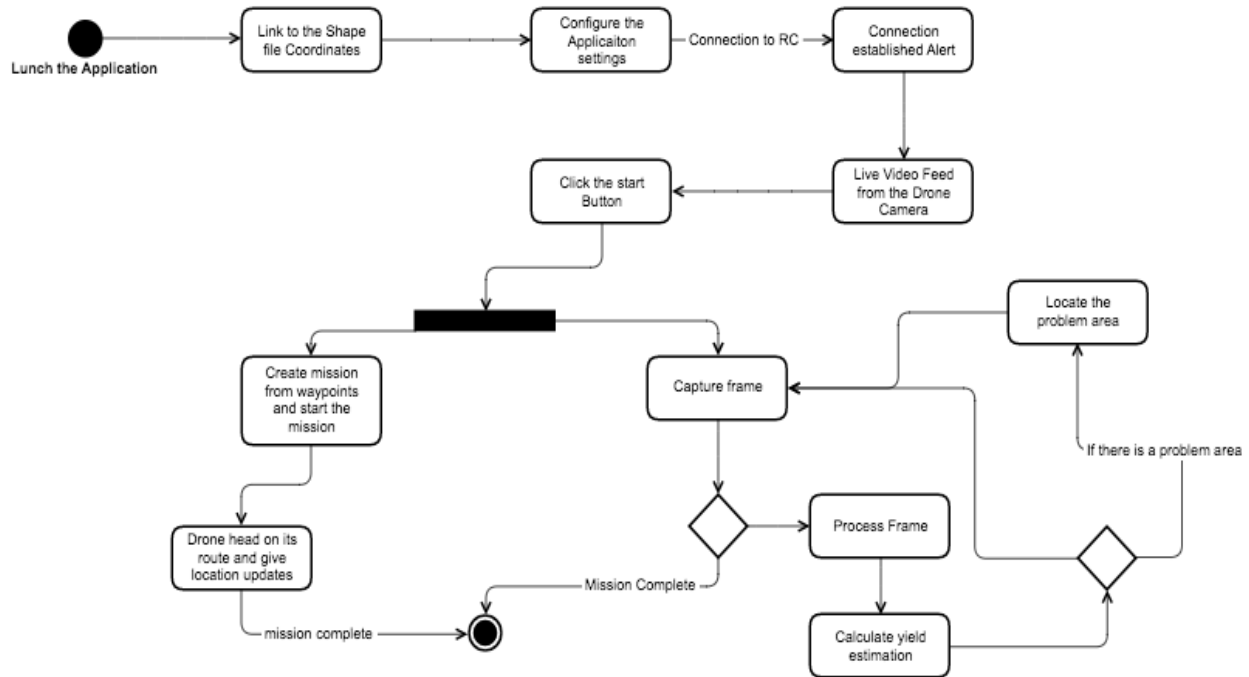 Lunch the Application
Link to the Shape
file Coordinates
Configure the
Applicaiton
settings
Connection to RC
Connection
established Alert
Live Video Feed
from the Drone
Camera
Click the start
Button
Locate the
problem area
Create mission
from waypoints
and start the
mission
Capture frame
If there is a problem area
Drone head on its
route and give
location updates
Process Frame
Mission Complete
mission complete
Calculate yield
estimation